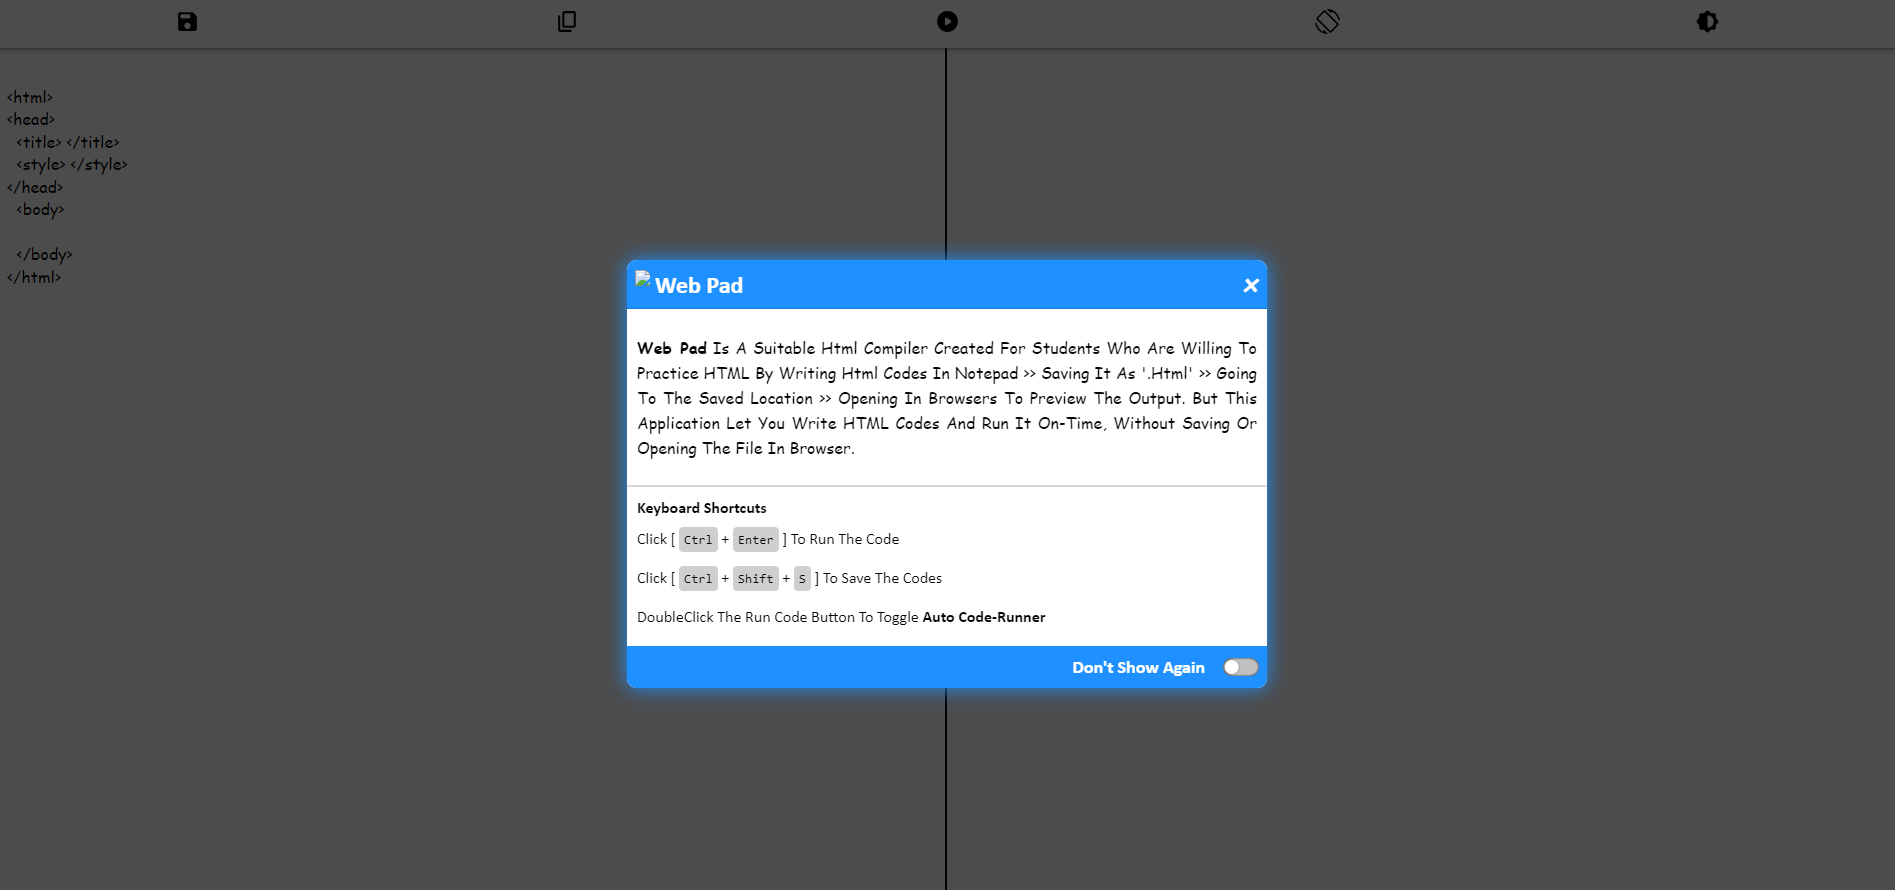 <html>
<head>
<title> </title>
<style> </style>
</head>
<body>
</body>
</html>
Web Pad
Web Pad Is A Suitable Html Compiler Created For Students Who Are Willing To
Practice HTML By Writing Html Codes In Notpad >> Saving It As '.Html' >> Going
To The Saved Location >> Opening In Browsers To Preview The Output. But This
Application Let You Write HTML Codes And Run It On-Time, Without Saving Or
Opening The File In Browser.
Keyboard Shortcuts
Click [ Ctrl + Enter ] To Run The Code
Click [ Ctrl + Shift + S ] To Save The Codes
DoubleClick The Run Code Button To Toggle Auto Code-Runner
Don't Show Again